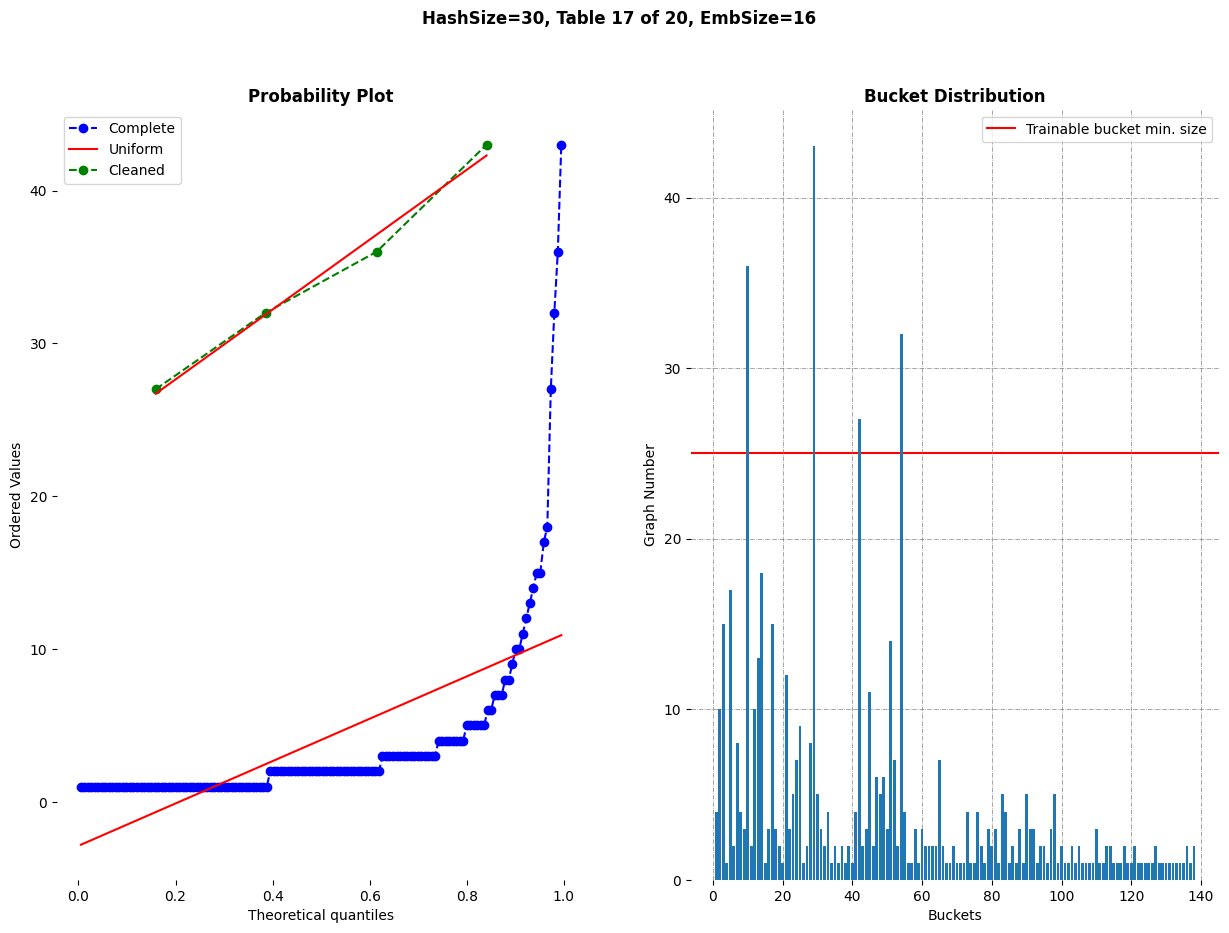 HashSize=30, Table 17 of 20, EmbSize=16
Probability Plot
Complete
Uniform
Cleaned
40
30
20
10
0
Ordered Values
0.0 0.2 0.4 0.6 0.8 1.0
Theoretical quantiles
Bucket Distribution
Trainable bucket min. size
40
30
20
10
0
Graph Number
0 20 40 60 80 100 120 140
Buckets